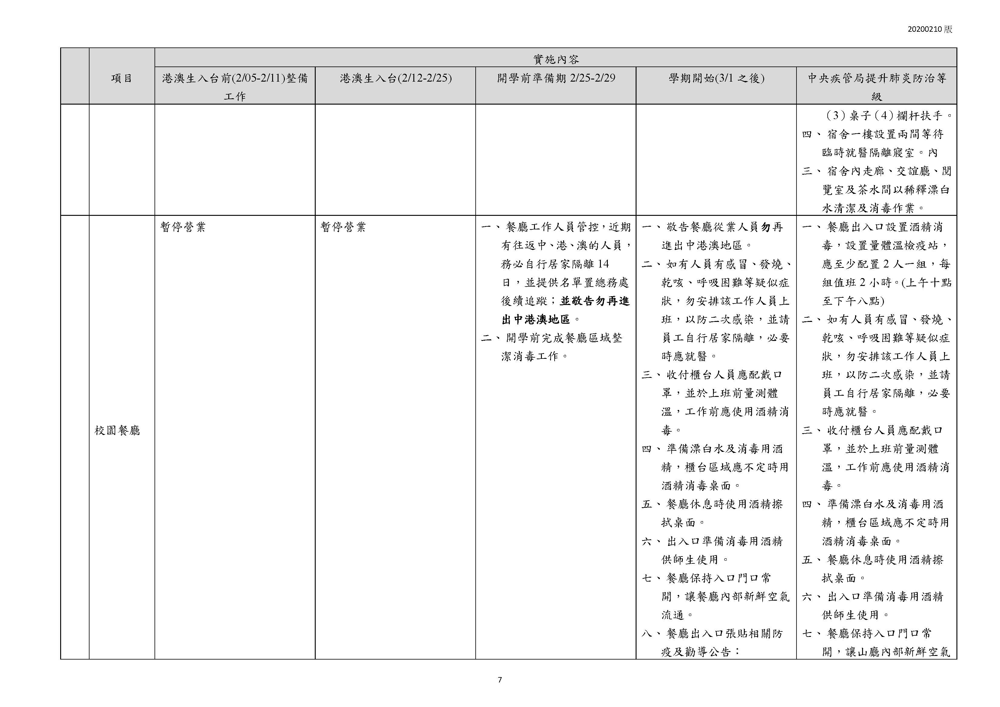 20200210 版
實施內容
項目
港澳生入台前(2/05-2/11)整備
工作
港澳生入台(2/12-2/25)
開學前準備期 2/25-2/29
學期開始(3/1 之後)
中央疾管局提升肺炎防治等
級
（3）桌子（4）欄杆扶手。
四、宿舍一樓設置兩間等待
臨時就醫隔離寢室。內
三、宿舍內走廊、交誼廳、閱
覽室及茶水間以稀釋漂白
水清潔及消毒作業。
校園餐廳
暫停營業
暫停營業
一、餐廳工作人員管控，近期
有往返中、港、澳的人員，
務必自行居家隔離 14
日，並提供名單置總務處
後續追蹤；並敬告勿再進
出中港澳地區。
二、開學前完成餐廳區域整
潔消毒工作。
一、敬告餐廳從業人員勿再
進出中港澳地區。
二、如有人員有感冒、發燒、
乾咳、呼吸困難等疑似症
狀，勿安排該工作人員上
班，以防二次感染，並請
員工自行居家隔離，必要
時應就醫。
三、收付櫃台人員應配戴口
罩，並於上班前量測體
溫，工作前應使用酒精消
毒。
四、準備漂白水及消毒用酒
精，櫃台區域應不定時用
酒精消毒桌面。
五、餐廳休息時使用酒精擦
拭桌面。
六、出入口準備消毒用酒精
供師生使用。
七、餐廳保持入口門口常
開，讓餐廳內部新鮮空氣
流通。
八、餐廳出入口張貼相關防
疫及勸導公告：
一、餐廳出入口設置酒精消
毒，設置量體溫檢疫站，
應至少配置 2 人一組，每
組值班 2 小時。(上午十點
至下午八點)
二、如有人員有感冒、發燒、
乾咳、呼吸困難等疑似症
狀，勿安排該工作人員上
班，以防二次感染，並請
員工自行居家隔離，必要
時應就醫。
三、收付櫃台人員應配戴口
罩，並於上班前量測體
溫，工作前應使用酒精消
毒。
四、準備漂白水及消毒用酒
精，櫃台區域應不定時用
酒精消毒桌面。
五、餐廳休息時使用酒精擦
拭桌面。
六、出入口準備消毒用酒精
供師生使用。
七、餐廳保持入口門口常
開，讓山廳內部新鮮空氣
7